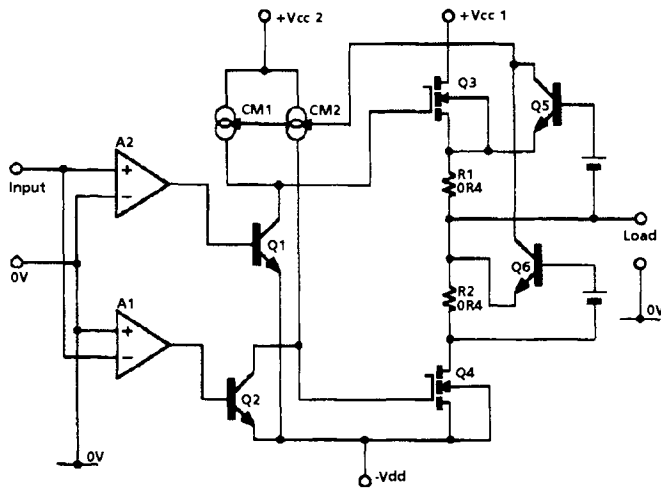 +Vcc 2
+Vcc 1
Q3
CM1
CM2
Q5
A2
Input
R1
0R4
Q1
Load
0V
Q6
A1
R2
0R4
0V
Q2
Q4
0V
-Vdd